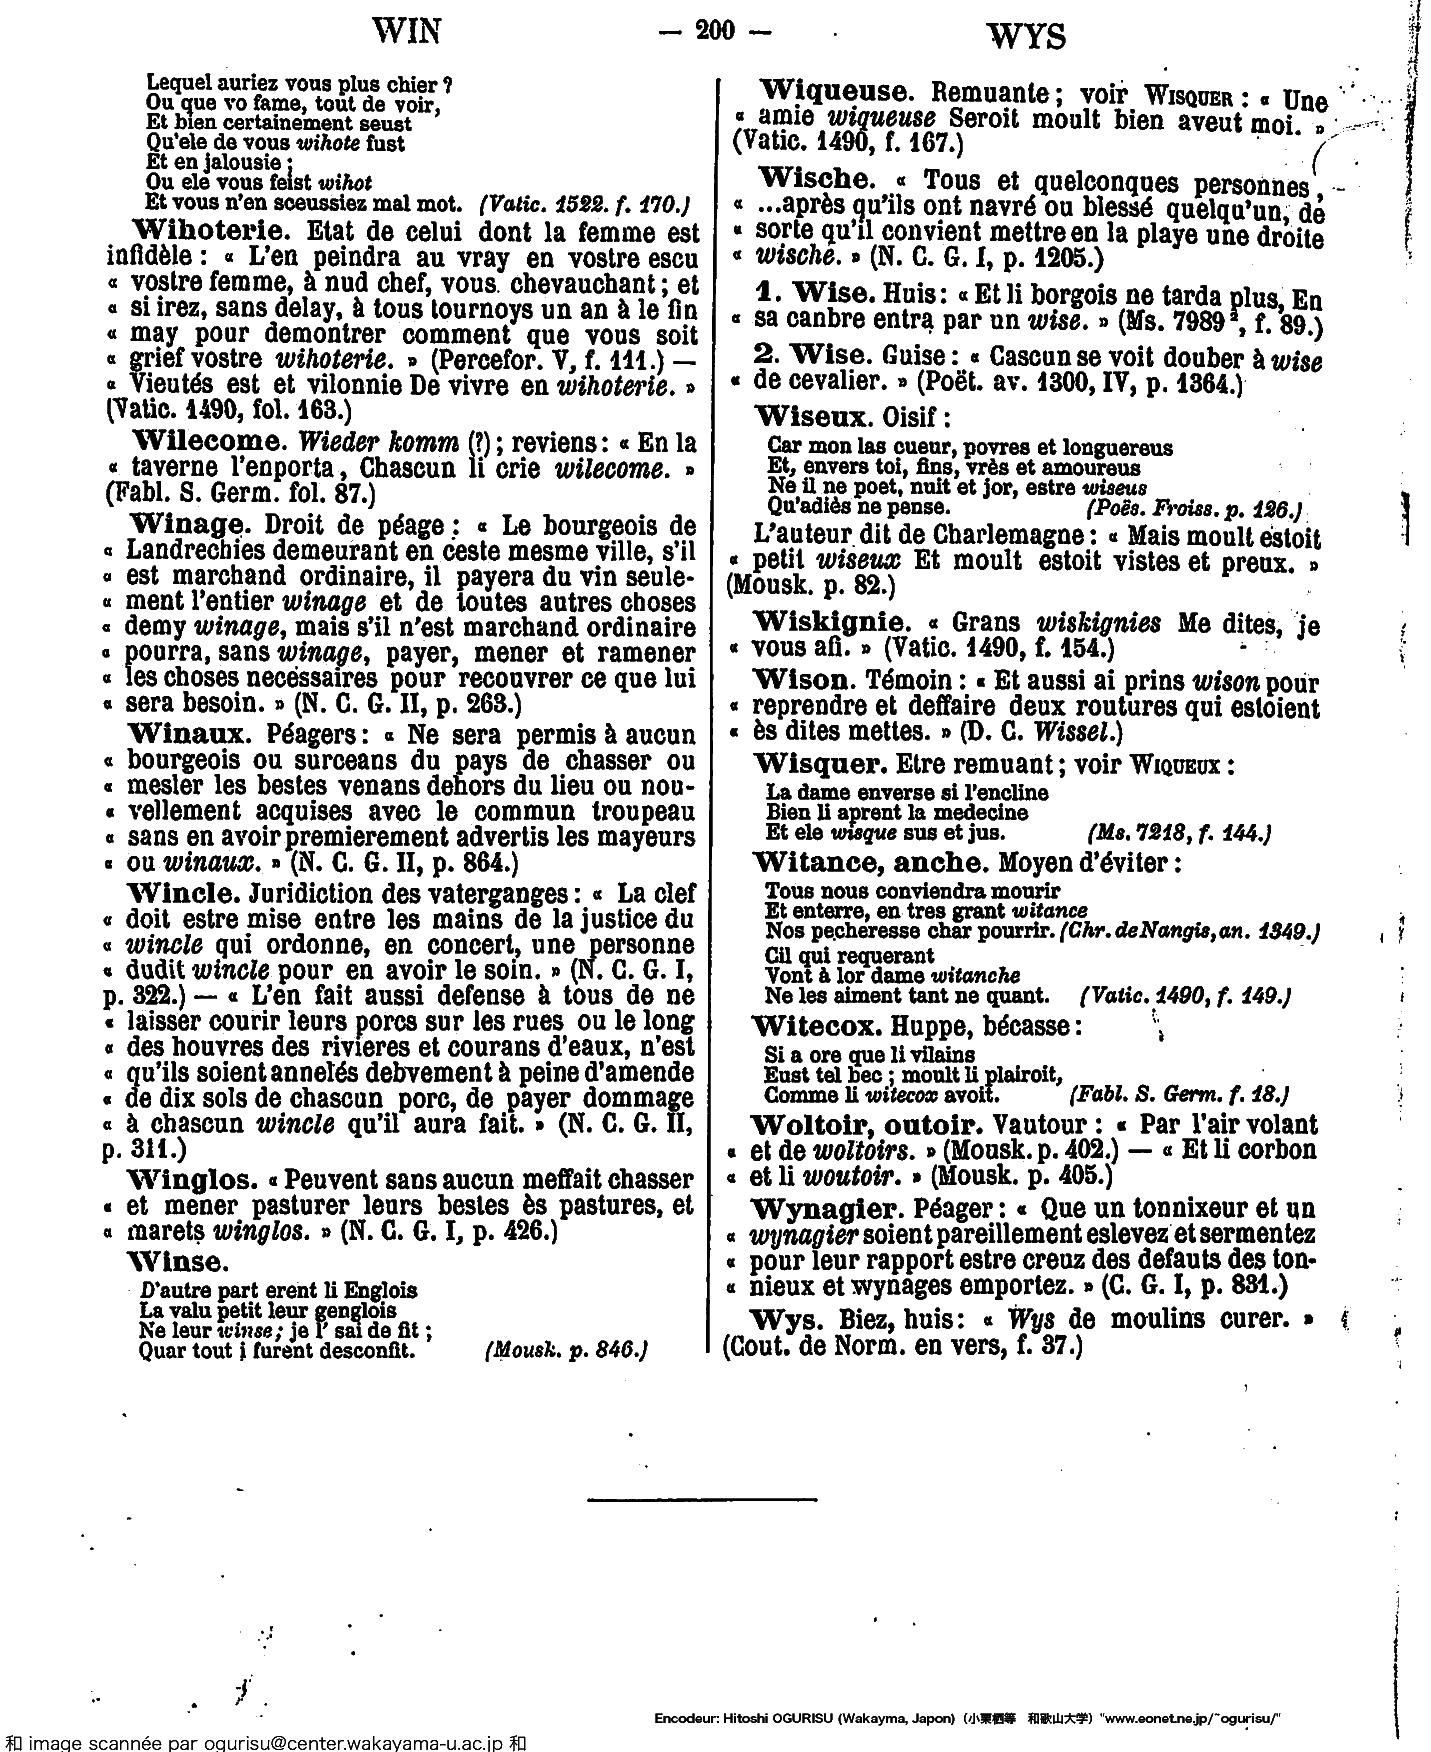 WIN — 200 — WYS
Lequel auriez vous plus chier ?
Ou que vo fame, tout de voir,
Et bien certainement seust
Qu'ele de vous wihote fust
Et en jalousie ;
Ou ele vous feist wihot
Et vous n'en sceussiez mal mot. (Vatic. 1522. f. 170.)
Wihoterie. Etat de celui dont la femme est
infidèle : « L'en peindra au vray en vostre escu
« vostre femme, à nud chef, vous chevauchant ; et
« si irez, sans delay, à tous tournoys un an à le fin
« may pour demontrer comment que vous soit
« grief vostre wihoterie. » (Percefor. V, f. 111.) —
« Vieutés est et vilonnie De vivre en wihoterie. »
(Vatic. 1490, fol. 163.)
Wilecome. Wieder komm (?) ; reviens : « En la
« taverne l'enporta, Chascun li crie wilecome. »
(Fabl. S. Germ. fol. 87.)
Winage. Droit de péage : « Le bourgeois de
« Landrechies demeurant en ceste mesme ville, s'il
« est marchand ordinaire, il payera du vin seule-
« ment l'entier winage et de toutes autres choses
« demy winage, mais s'il n'est marchand ordinaire
« pourra, sans winage, payer, mener et ramener
« les choses necessaires pour recouvrer ce que lui
« sera besoin. » (N. C. G. II, p. 263.)
Winaux. Péagers : « Ne sera permis à aucun
« bourgeois ou surceans du pays de chasser ou
« mesler les bestes venans dehors du lieu ou nou-
« vellement acquises avec le commun troupeau
« sans en avoir premierement advertis les mayeurs
« ou winaux. » (N. C. G. II, p. 864.)
Wincle. Juridiction des vaterganges : « La clef
« doit estre mise entre les mains de la justice du
« wincle qui ordonne, en concert, une personne
« dudit wincle pour en avoir le soin. » (N. C. G. I,
p. 322.) — « L'en fait aussi defense à tous de ne
« laisser courir leurs porcs sur les rues ou le long
« des houvres des rivieres et courans d'eaux, n'est
« qu'ils soient annelés debvement à peine d'amende
« de dix sols de chascun porc, de payer dommage
« à chascun wincle qu'il aura fait. » (N. C. G. II,
p. 311.)
Winglos. « Peuvent sans aucun meffait chasser
« et mener pasturer leurs bestes ès pastures, et
« marets winglos. » (N. C. G. I, p. 426.)
Winse.
D'autre part erent li Englois
La valu petit leur genglois
Ne leur winse ; je l' sai de fit ;
Quar tout i furent desconfit. (Mousk. p. 846.)
Wiqueuse. Remuante ; voir WISQUER : « Une
« amie wiqueuse Seroit moult bien aveut moi. »
(Vatic. 1490, f. 167.)
Wische. « Tous et quelconques personnes,
« ...après qu'ils ont navré ou blessé quelqu'un, de
« sorte qu'il convient mettre en la playe une droite
« wische. » (N. C. G. I, p. 1205.)
1. Wise. Huis : « Et li borgois ne tarda plus, En
« sa canbre entra par un wise. » (Ms. 7989 ², f. 89.)
2. Wise. Guise : « Cascun se voit douber à wise
« de cevalier. » (Poët. av. 1300, IV, p. 1364.)
Wiseux. Oisif :
Car mon las cueur, povres et longuereus
Et, envers toi, fins, vrès et amoureus
Ne il ne poet, nuit et jor, estre wiseus
Qu'adiès ne pense. (Poës. Froiss. p. 126.)
L'auteur dit de Charlemagne : « Mais moult estoit
« petit wiseux Et moult estoit vistes et preux. »
(Mousk. p. 82.)
Wiskignie. « Grans wiskignies Me dites, je
« vous afi. » (Vatic. 1490, f. 154.)
Wison. Témoin : « Et aussi ai prins wison pour
« reprendre et deffaire deux routures qui estoient
« ès dites mettes. » (D. C. Wissel.)
Wisquer. Etre remuant ; voir WIQUEUX :
La dame enverse si l'encline
Bien li aprent la medecine
Et ele wisque sus et jus. (Ms. 7218, f. 144.)
Witance, anche. Moyen d'éviter :
Tous nous conviendra mourir
Et enterre, en tres grant witance
Nos pecheresse char pourrir. (Chr. de Nangis, an. 1349.)
Cil qui requerant
Vont à lor dame witanche
Ne les aiment tant ne quant. (Vatic. 1490, f. 149.)
Witecox. Huppe, bécasse :
Si a ore que li vilains
Eust tel bec ; moult li plairoit,
Comme li witecox avoit. (Fabl. S. Germ. f. 18.)
Woltoir, outoir. Vautour : « Par l'air volant
« et de woltoirs. » (Mousk. p. 402.) — « Et li corbon
« et li woutoir. » (Mousk. p. 405.)
Wynagier. Péager : « Que un tonnixeur et un
« wynagier soient pareillement eslevez et sermentez
« pour leur rapport estre creuz des defauts des ton-
« nieux et wynages emportez. » (C. G. I, p. 831.)
Wys. Biez, huis : « Wys de moulins curer. »
(Cout. de Norm. en vers, f. 37.)
Encodeur: Hitoshi OGURISU (Wakayma, Japon) (小栗栖等 和歌山大学) "www.eonet.ne.jp/~ogurisu/"
和 image scannée par ogurisu@center.wakayama-u.ac.jp 和